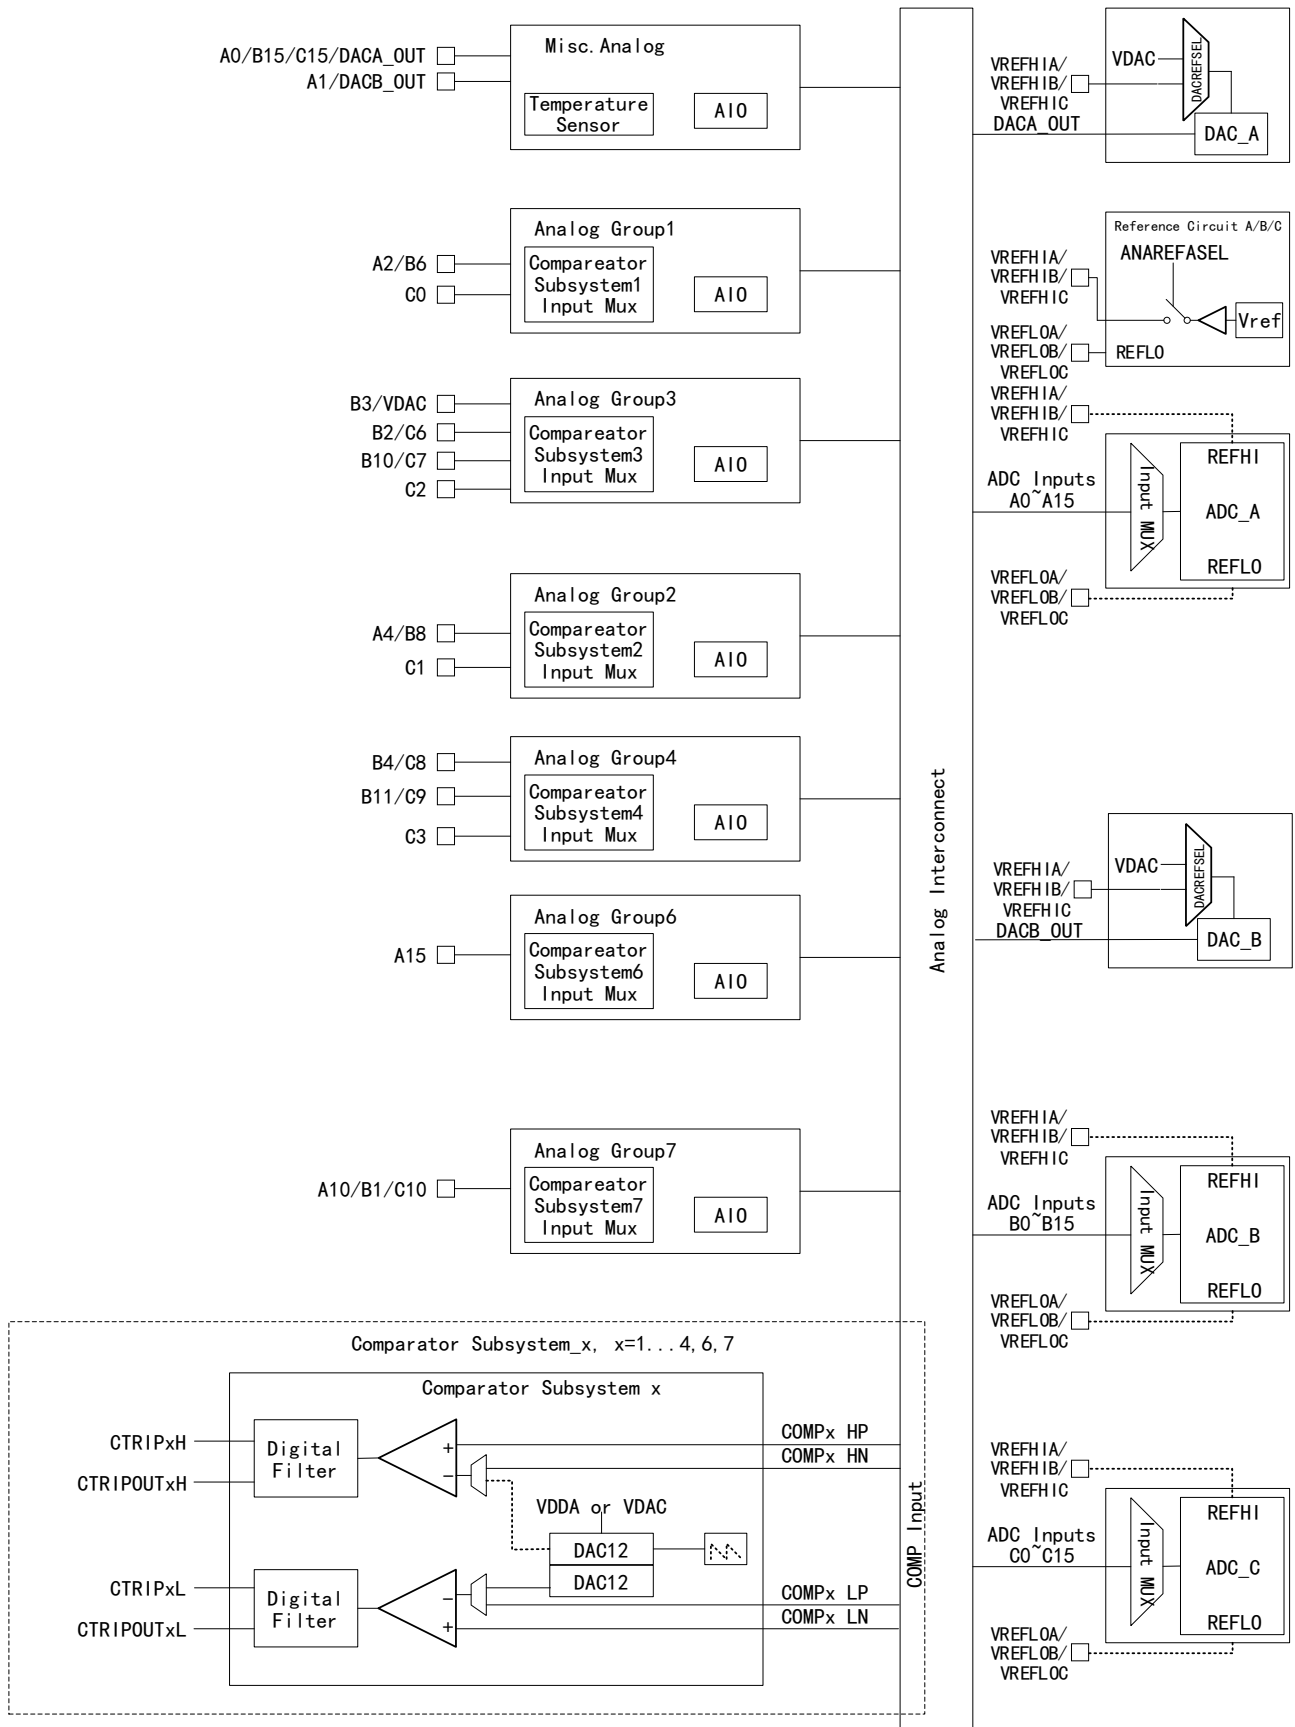 A0/B15/C15/DACA_OUT
A1/DACB_OUT
Misc.Analog
Temperature
Sensor
AIO
A2/B6
C0
Analog Group1
Compareator
Subsystem1
Input Mux
AIO
B3/VDAC
B2/C6
B10/C7
C2
Analog Group3
Compareator
Subsystem3
Input Mux
AIO
A4/B8
C1
Analog Group2
Compareator
Subsystem2
Input Mux
AIO
B4/C8
B11/C9
C3
Analog Group4
Compareator
Subsystem4
Input Mux
AIO
A15
Analog Group6
Compareator
Subsystem6
Input Mux
AIO
A10/B1/C10
Analog Group7
Compareator
Subsystem7
Input Mux
AIO
Comparator Subsystem_x, x=1...4,6,7
Comparator Subsystem x
CTRIPxH
CTRIPOUTxH
Digital
Filter
+
−
COMPx HP
COMPx HN
VDDA or VDAC
DAC12
DAC12
CTRIPxL
CTRIPOUTxL
Digital
Filter
−
+
COMPx LP
COMPx LN
COMP Input
Analog Interconnect
VREFHIA/
VREFHIB/
VREFHIC
DACA_OUT
VDAC
DACREFSEL
DAC_A
Reference Circuit A/B/C
ANAREFASEL
VREFHIA/
VREFHIB/
VREFHIC
Vref
VREFLOA/
VREFLOB/
VREFLOC
REFLO
VREFHIA/
VREFHIB/
VREFHIC
ADC Inputs
A0~A15
Input MUX
REFHI
ADC_A
REFLO
VREFLOA/
VREFLOB/
VREFLOC
VREFHIA/
VREFHIB/
VREFHIC
DACB_OUT
VDAC
DACREFSEL
DAC_B
VREFHIA/
VREFHIB/
VREFHIC
ADC Inputs
B0~B15
Input MUX
REFHI
ADC_B
REFLO
VREFLOA/
VREFLOB/
VREFLOC
VREFHIA/
VREFHIB/
VREFHIC
ADC Inputs
C0~C15
Input MUX
REFHI
ADC_C
REFLO
VREFLOA/
VREFLOB/
VREFLOC